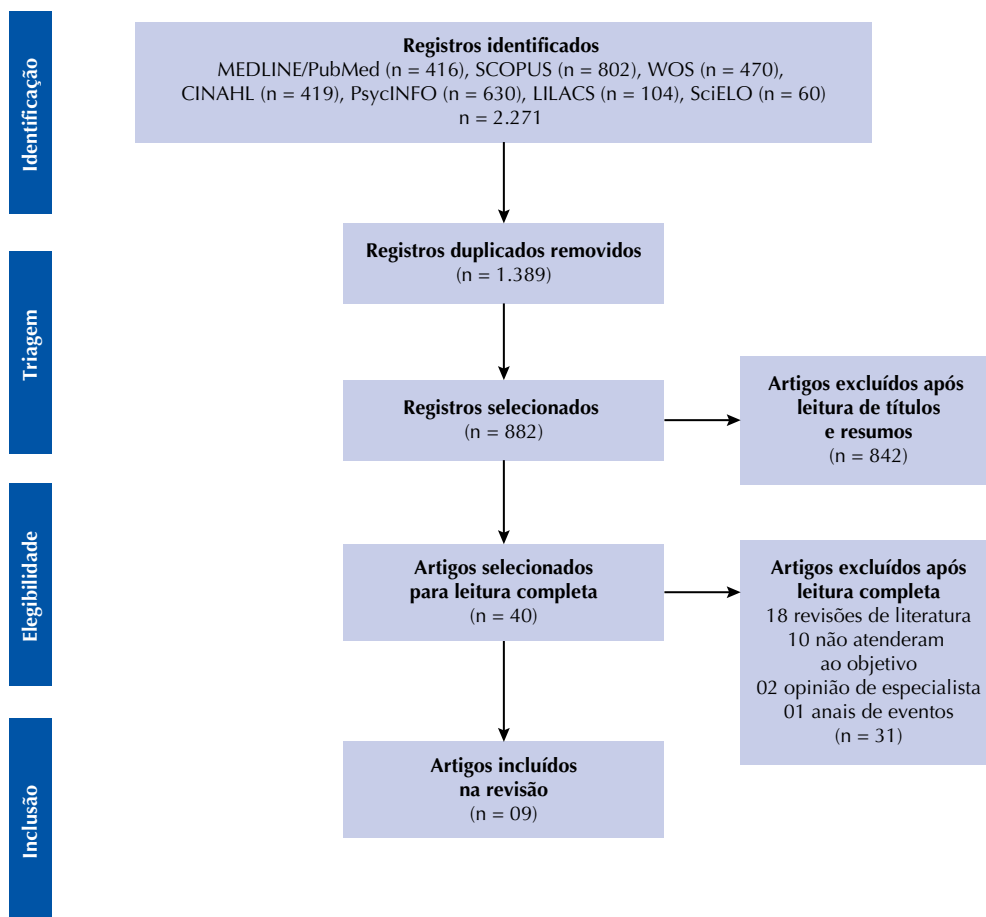 Identificação
Registros identificados
MEDLINE/PubMed (n = 416), SCOPUS (n = 802), WOS (n = 470),
CINAHL (n = 419), PsycINFO (n = 630), LILACS (n = 104), SciELO (n = 60)
n = 2.271
Triagem
Registros duplicados removidos
(n = 1.389)
Registros selecionados
(n = 882)
Artigos excluídos após
leitura de títulos
e resumos
(n = 842)
Elegibilidade
Artigos selecionados
para leitura completa
(n = 40)
Artigos excluídos após
leitura completa
18 revisões de literatura
10 não atenderam
ao objetivo
02 opinião de especialista
01 anais de eventos
(n = 31)
Inclusão
Artigos incluídos
na revisão
(n = 09)